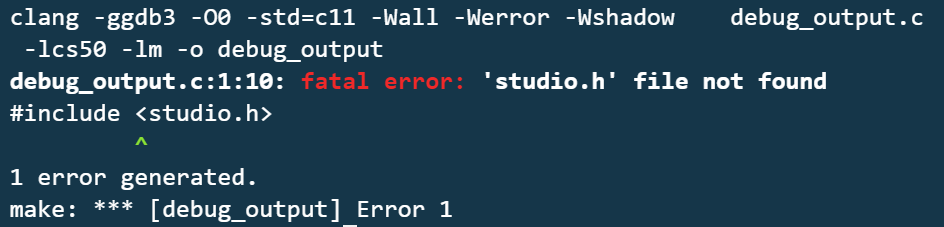 clang -ggdb3 -O0 -std=c11 -Wall -Werror -Wshadow    debug_output.c
 -lcs50 -lm -o debug_output
debug_output.c:1:10: fatal error: 'studio.h' file not found
#include <studio.h>
         ^
1 error generated.
make: *** [debug_output] Error 1